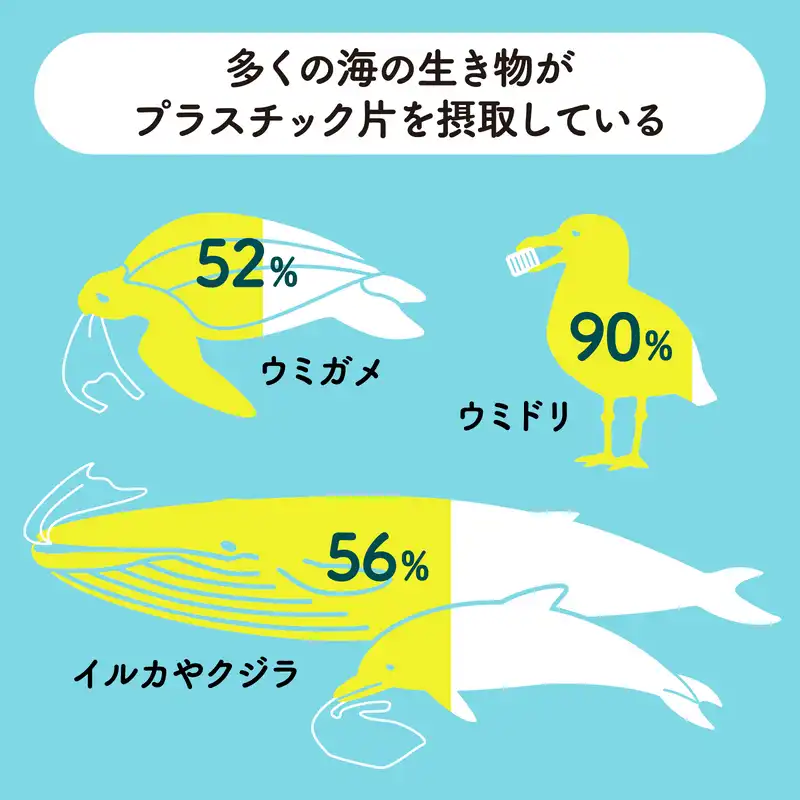 多くの海の生き物が
プラスチック片を摂取している
52%
ウミガメ
90%
ウミドリ
56%
イルカやクジラ